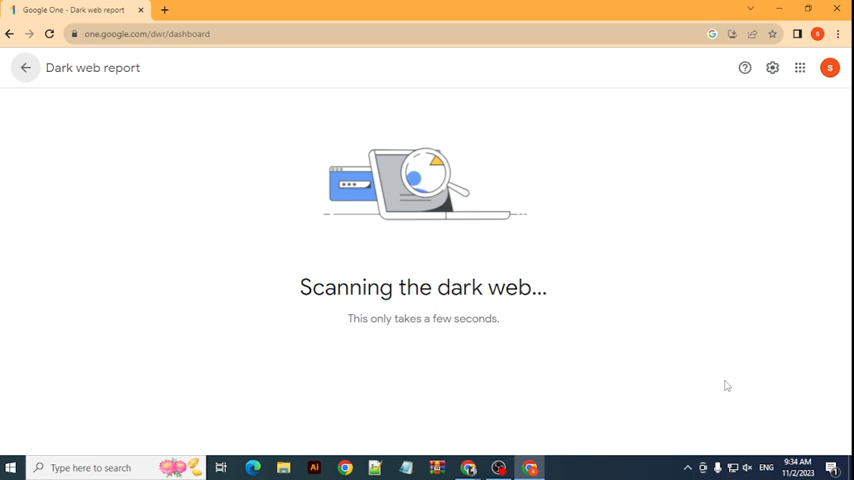 Google One - Dark web report
one.google.com/dwr/dashboard
Dark web report
S
Scanning the dark web...
This only takes a few seconds.
Type here to search
Ai
ENG
9:34 AM
11/2/2023